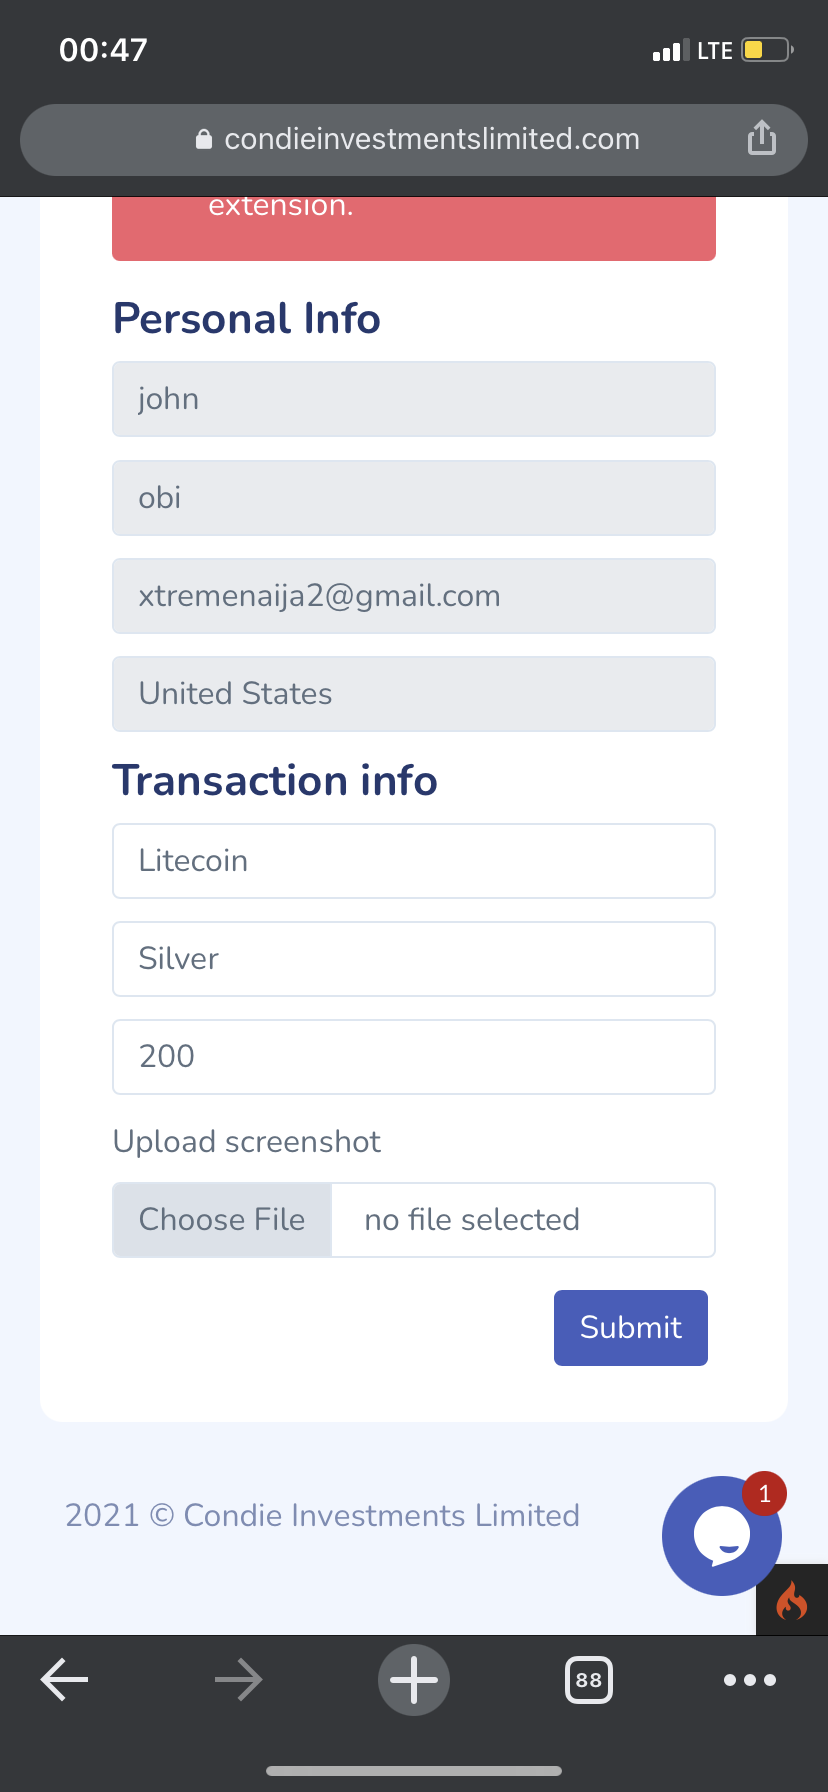 00:47
LTE
condieinvestmentslimited.com
extension.
Personal Info
john
obi
xtremenaija2@gmail.com
United States
Transaction info
Litecoin
Silver
200
Upload screenshot
Choose File no file selected
Submit
1
2021 © Condie Investments Limited
88